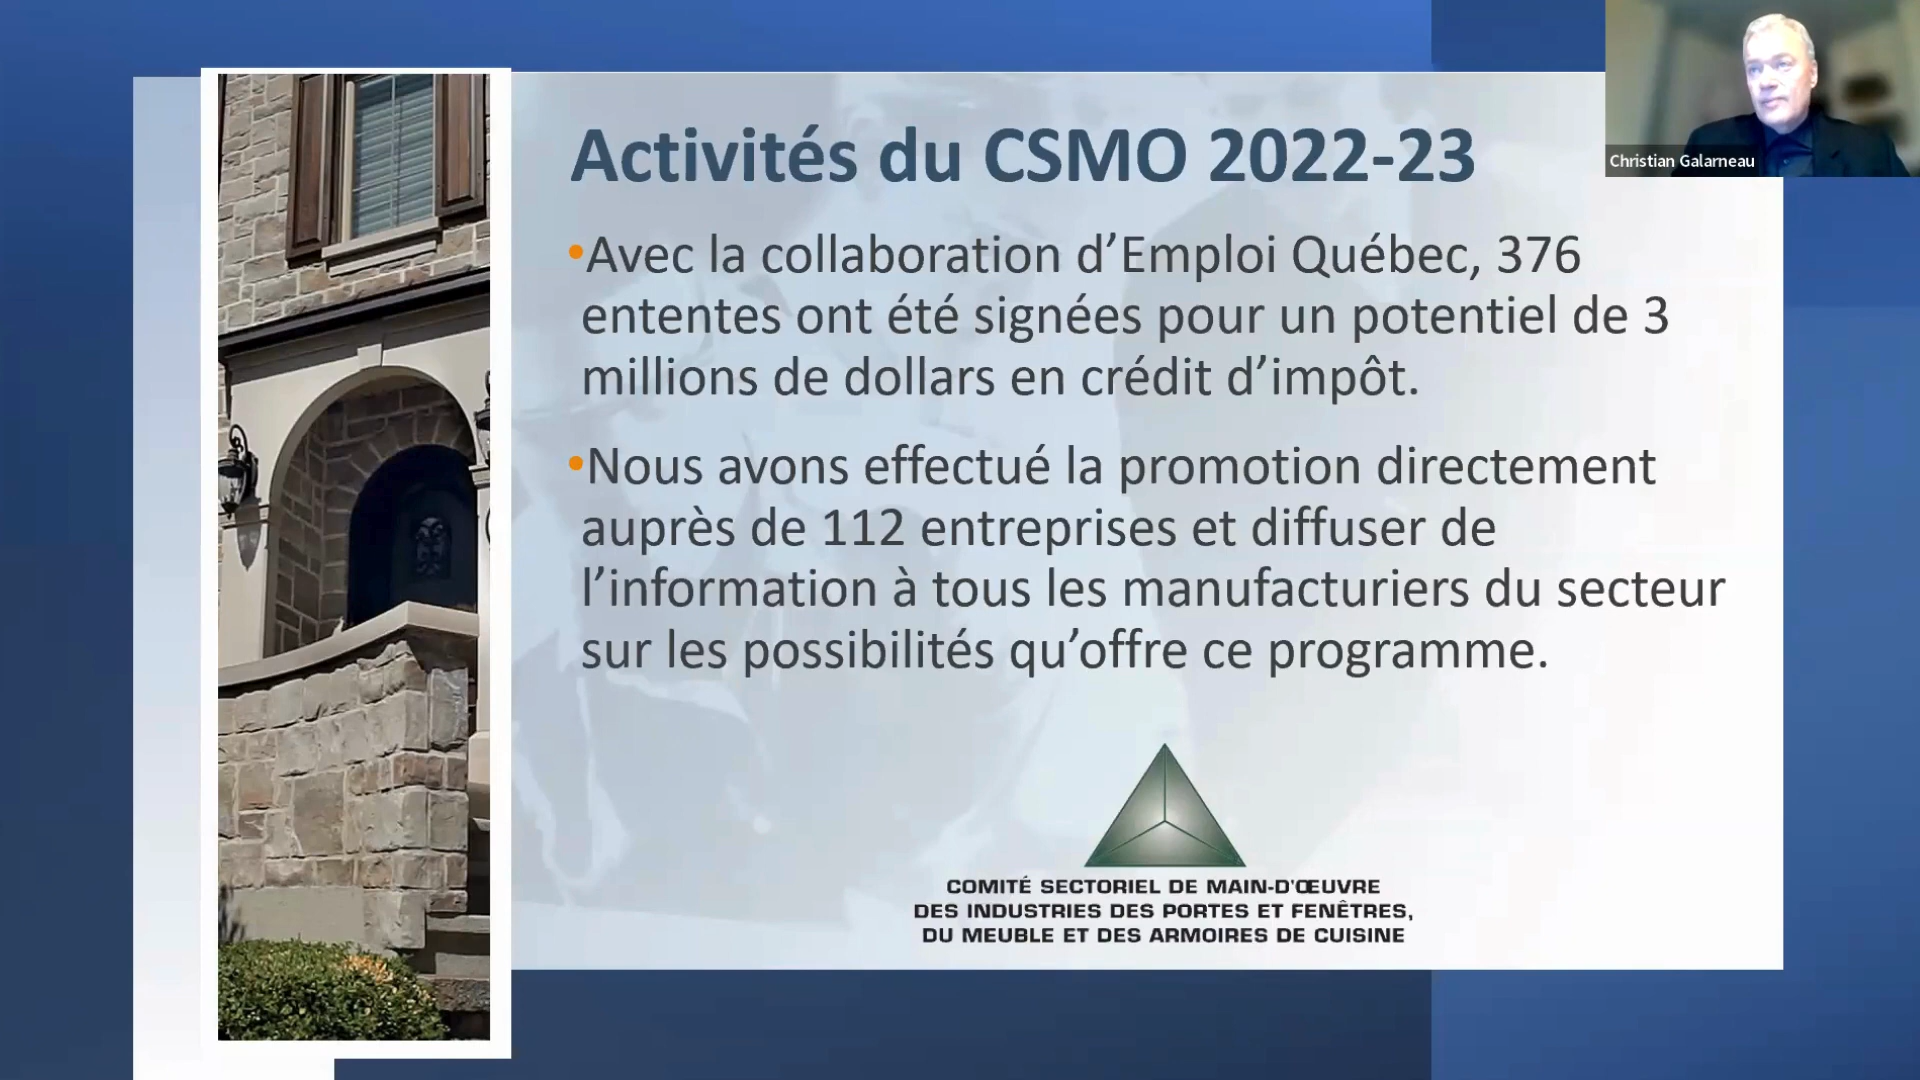 Activités du CSMO 2022-23
Christian Galarneau
•Avec la collaboration d’Emploi Québec, 376
ententes ont été signées pour un potentiel de 3
millions de dollars en crédit d’impôt.
•Nous avons effectué la promotion directement
auprès de 112 entreprises et diffuser de
l’information à tous les manufacturiers du secteur
sur les possibilités qu’offre ce programme.
COMITÉ SECTORIEL DE MAIN-D'ŒUVRE
DES INDUSTRIES DES PORTES ET FENÊTRES,
DU MEUBLE ET DES ARMOIRES DE CUISINE